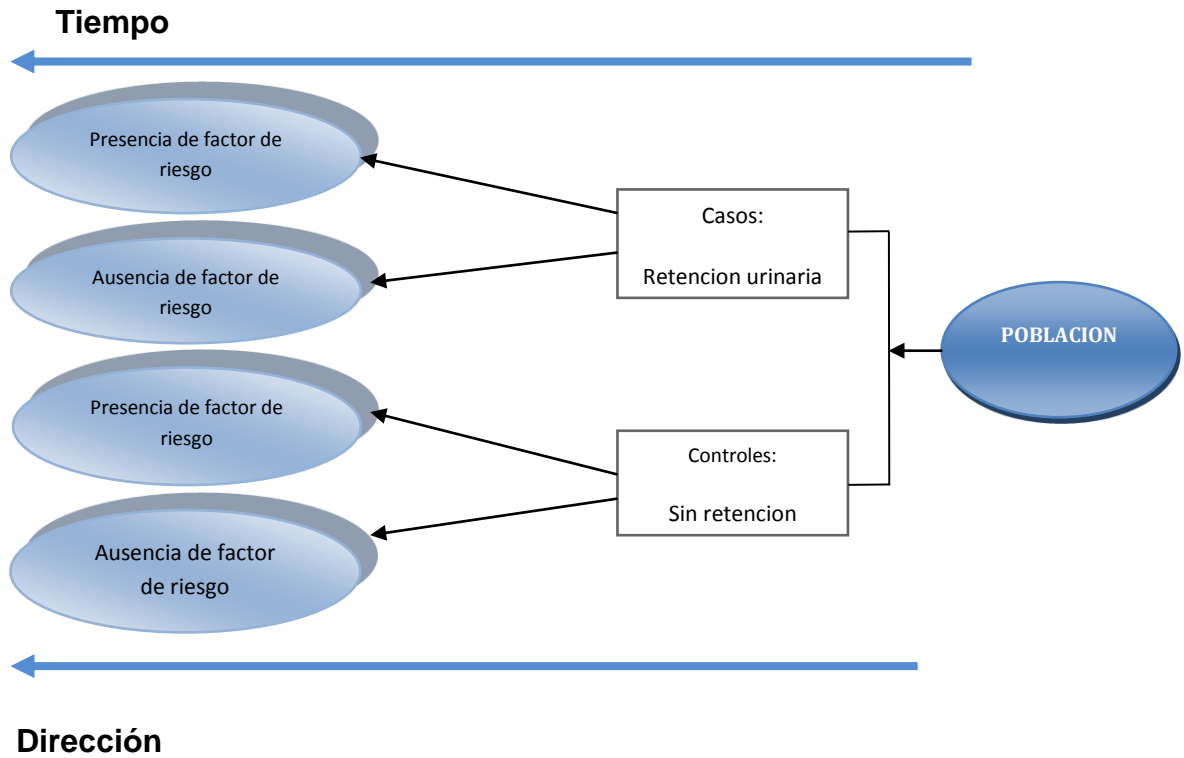 Tiempo
Presencia de factor de
riesgo
Ausencia de factor de
riesgo
Presencia de factor de
riesgo
Ausencia de factor
de riesgo
Casos:
Retencion urinaria
Controles:
Sin retencion
POBLACION
Dirección